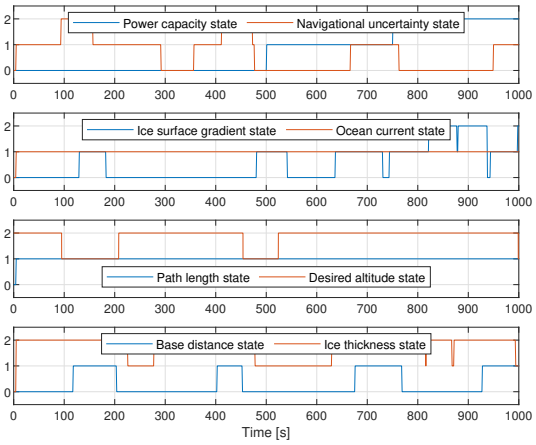 2
Power capacity state Navigational uncertainty state
1
0
0 100 200 300 400 500 600 700 800 900 1000
2
Ice surface gradient state Ocean current state
1
0
0 100 200 300 400 500 600 700 800 900 1000
2
1
Path length state Desired altitude state
0
0 100 200 300 400 500 600 700 800 900 1000
2
Base distance state Ice thickness state
1
0
0 100 200 300 400 500 600 700 800 900 1000
Time [s]